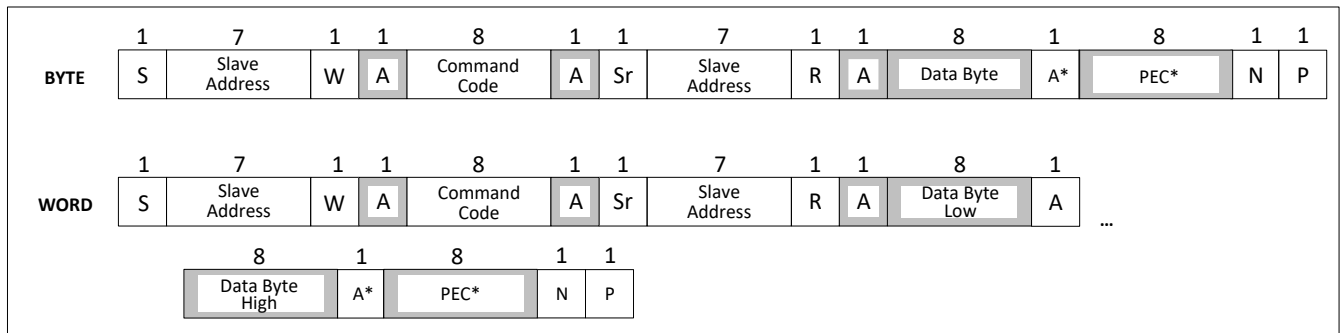 1 7 1 1 8 1 1 7 1 1 8 1 8 1 1
BYTE S Slave Address W A Command Code A Sr Slave Address R A Data Byte A* PEC* N P
1 7 1 1 8 1 1 7 1 1 8 1
WORD S Slave Address W A Command Code A Sr Slave Address R A Data Byte Low A ...
8 1 8 1 1
Data Byte High A* PEC* N P